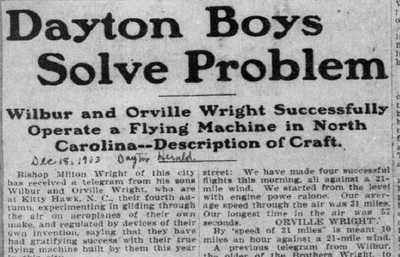 Dayton Boys
Solve Problem
Wilbur and Orville Wright Successfully
Operate a Flying Machine in North
Carolina--Description of Craft.
Dec 18, 1903 Dayton Herald.
Bishop Milton Wright of this city
has received a telegram from his sons
Wilbur and Orville Wright, who are
at Kitty Hawk, N. C., their fourth au-
tumn, experimenting in gliding through
the air on aeroplanes of their own
make, and regulated by devices of their
own invention, saying that they have
had gratifying success with their true
flying machine built by them this year
street: We have made four successful
flights this morning, all against a 21-
mile wind. We started from the level
with engine powe ralone. Our aver-
age speed through the air was 31 miles.
Our longest time in the air was 57
seconds. ORVILLE WRIGHT."
By "speed of 21 miles" is meant 10
miles an hour against a 21-mile wind.
A previous telegram from Wilbur,
the older of the Brothers Wright, to